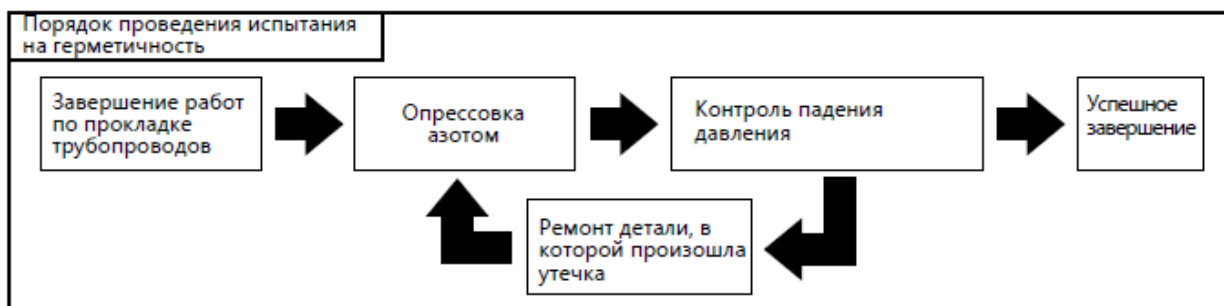 Порядок проведения испытания
на герметичность
Завершение работ
по прокладке
трубопроводов
Опрессовка
азотом
Контроль падения
давления
Успешное
завершение
Ремонт детали, в
которой произошла
утечка